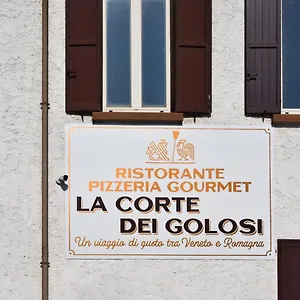 RISTORANTE
PIZZERIA GOURMET
LA CORTE
DEI GOLOSI
Un viaggio di gusto tra Veneto e Romagna